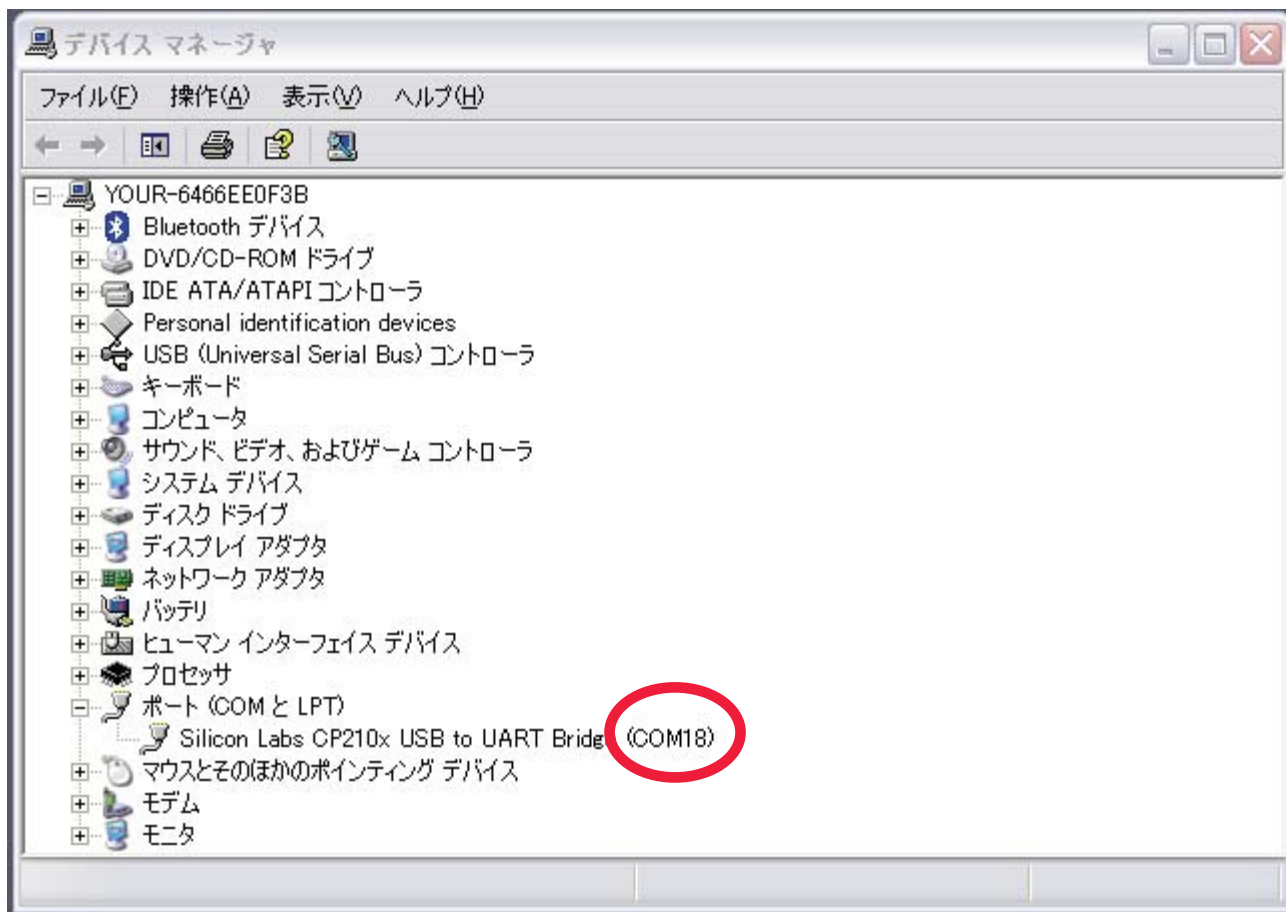 デバイス マネージャ
ファイル(F) 操作(A) 表示(V) ヘルプ(H)
YOUR-6466EE0F3B
Bluetooth デバイス
DVD/CD-ROM ドライブ
IDE ATA/ATAPI コントローラ
Personal identification devices
USB (Universal Serial Bus) コントローラ
キーボード
コンピュータ
サウンド、ビデオ、およびゲーム コントローラ
システム デバイス
ディスク ドライブ
ディスプレイ アダプタ
ネットワーク アダプタ
バッテリ
ヒューマン インターフェイス デバイス
プロセッサ
ポート (COM と LPT)
Silicon Labs CP210x USB to UART Bridg (COM18)
マウスとそのほかのポインティング デバイス
モデム
モニタ